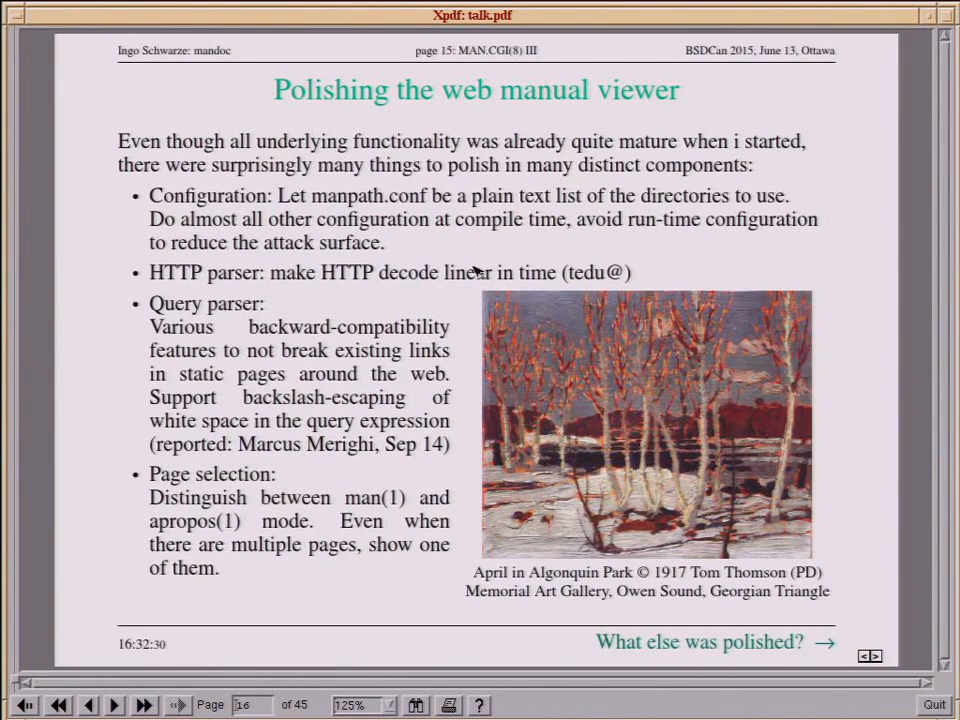 Xpdf: talk.pdf
Ingo Schwarze: mandoc page 15: MAN.CGI(8) III BSDCan 2015, June 13, Ottawa
Polishing the web manual viewer
Even though all underlying functionality was already quite mature when i started,
there were surprisingly many things to polish in many distinct components:
• Configuration: Let manpath.conf be a plain text list of the directories to use.
Do almost all other configuration at compile time, avoid run-time configuration
to reduce the attack surface.
• HTTP parser: make HTTP decode linear in time (tedu@)
• Query parser:
Various backward-compatibility
features to not break existing links
in static pages around the web.
Support backslash-escaping of
white space in the query expression
(reported: Marcus Merighi, Sep 14)
• Page selection:
Distinguish between man(1) and
apropos(1) mode. Even when
there are multiple pages, show one
of them.
April in Algonquin Park © 1917 Tom Thomson (PD)
Memorial Art Gallery, Owen Sound, Georgian Triangle
16:32:30 What else was polished? →
Page 16 of 45 125% ? Quit